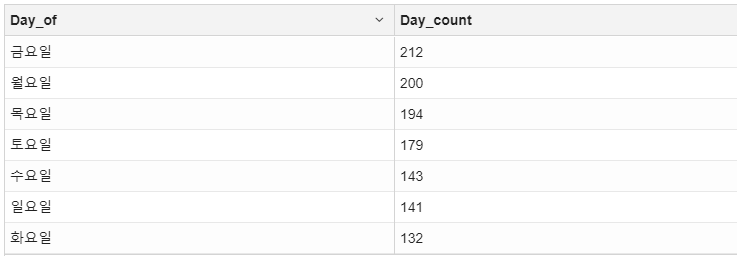 Day_of Day_count
금요일 212
월요일 200
목요일 194
토요일 179
수요일 143
일요일 141
화요일 132